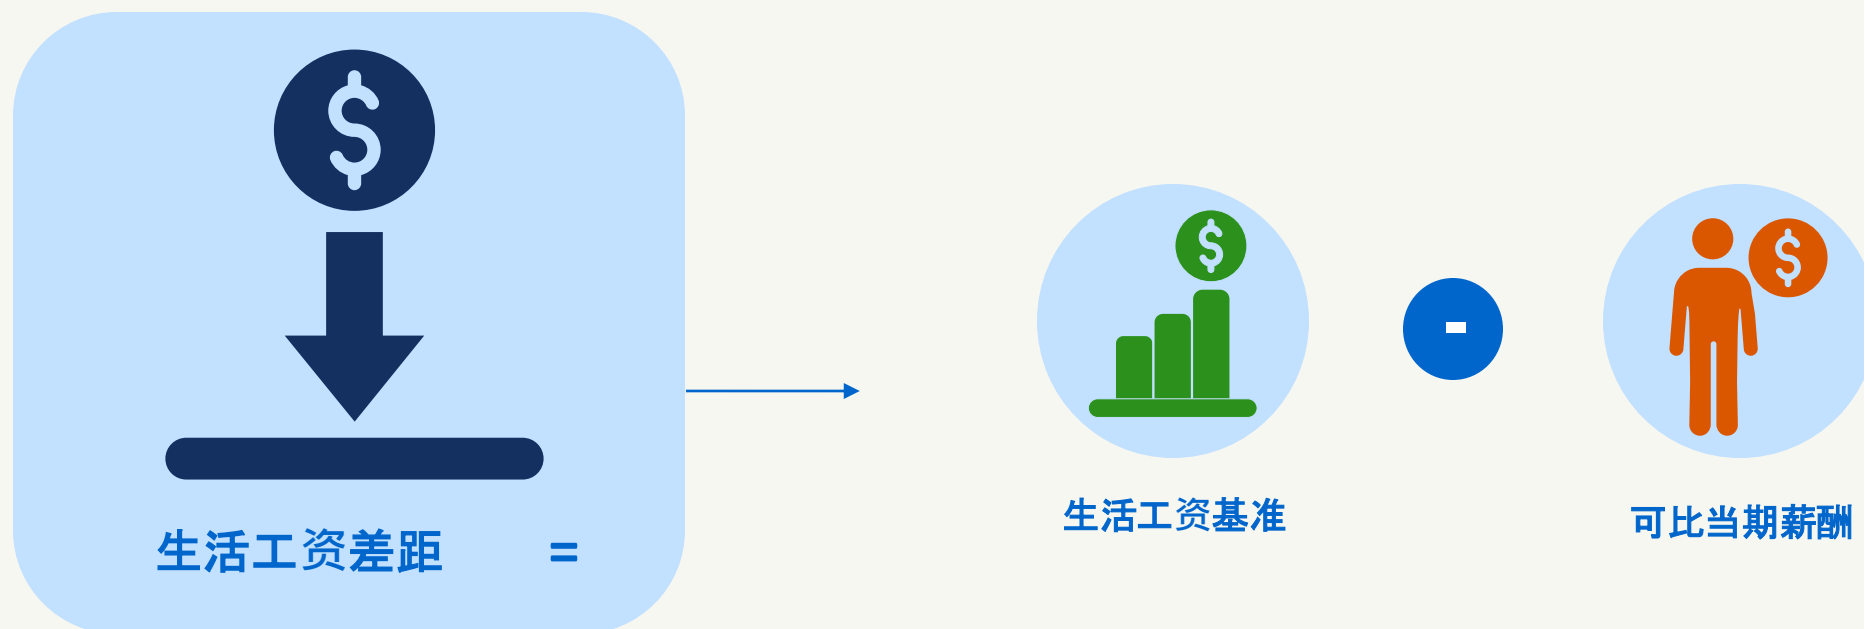 生活工资差距 =
生活工资基准
-
可比当期薪酬